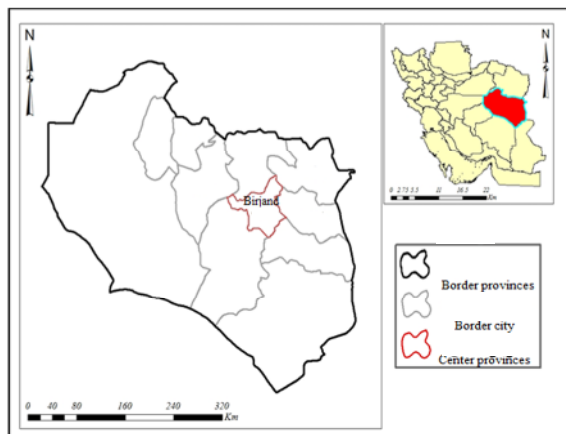 N
N
Birjand
0 20 40 80 160 240 320
Km
0 2.75 5.5 11 16.5 22
Km
Border provinces
Border city
Center provinces